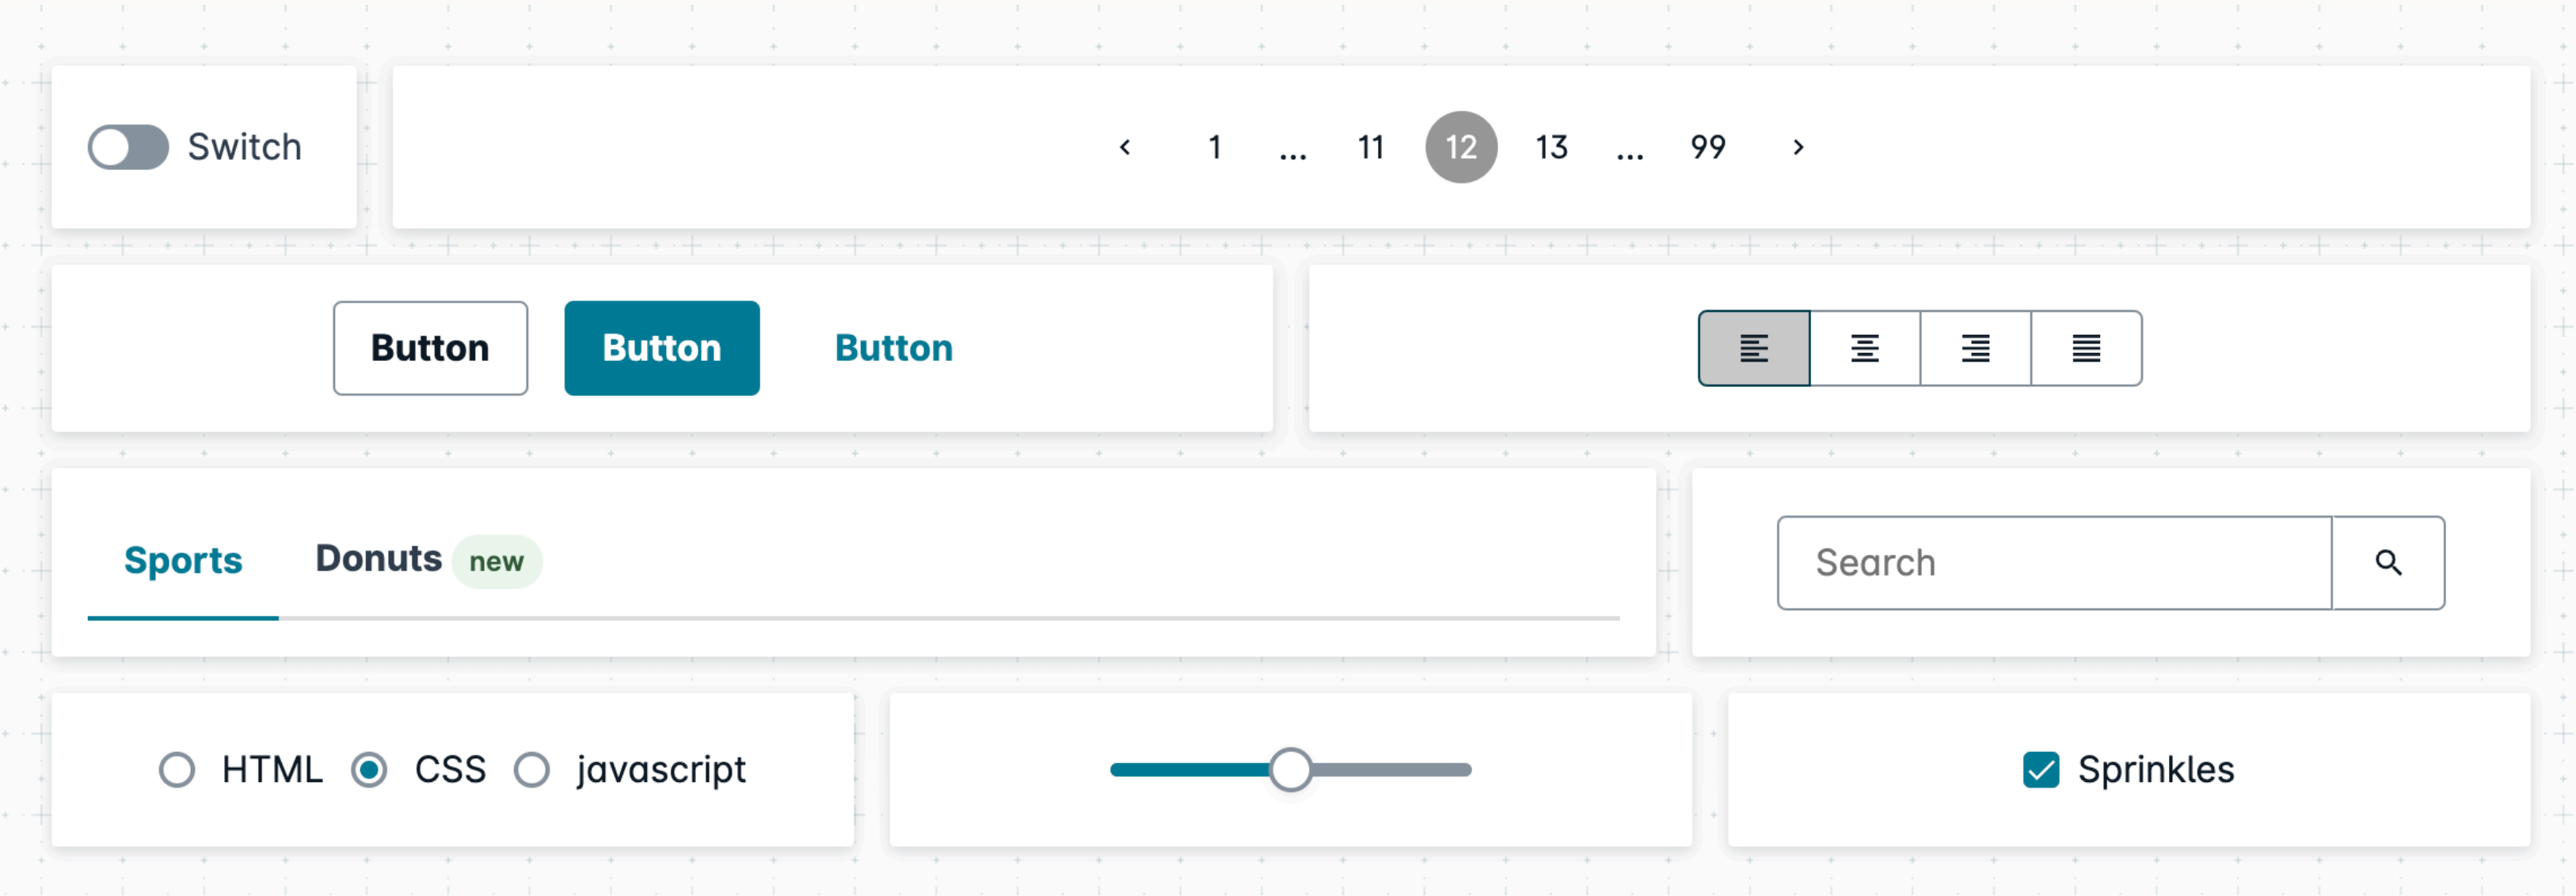 Switch
1 ... 11 12 13 ... 99
Button Button Button
Sports Donuts new
Search
HTML CSS javascript
Sprinkles